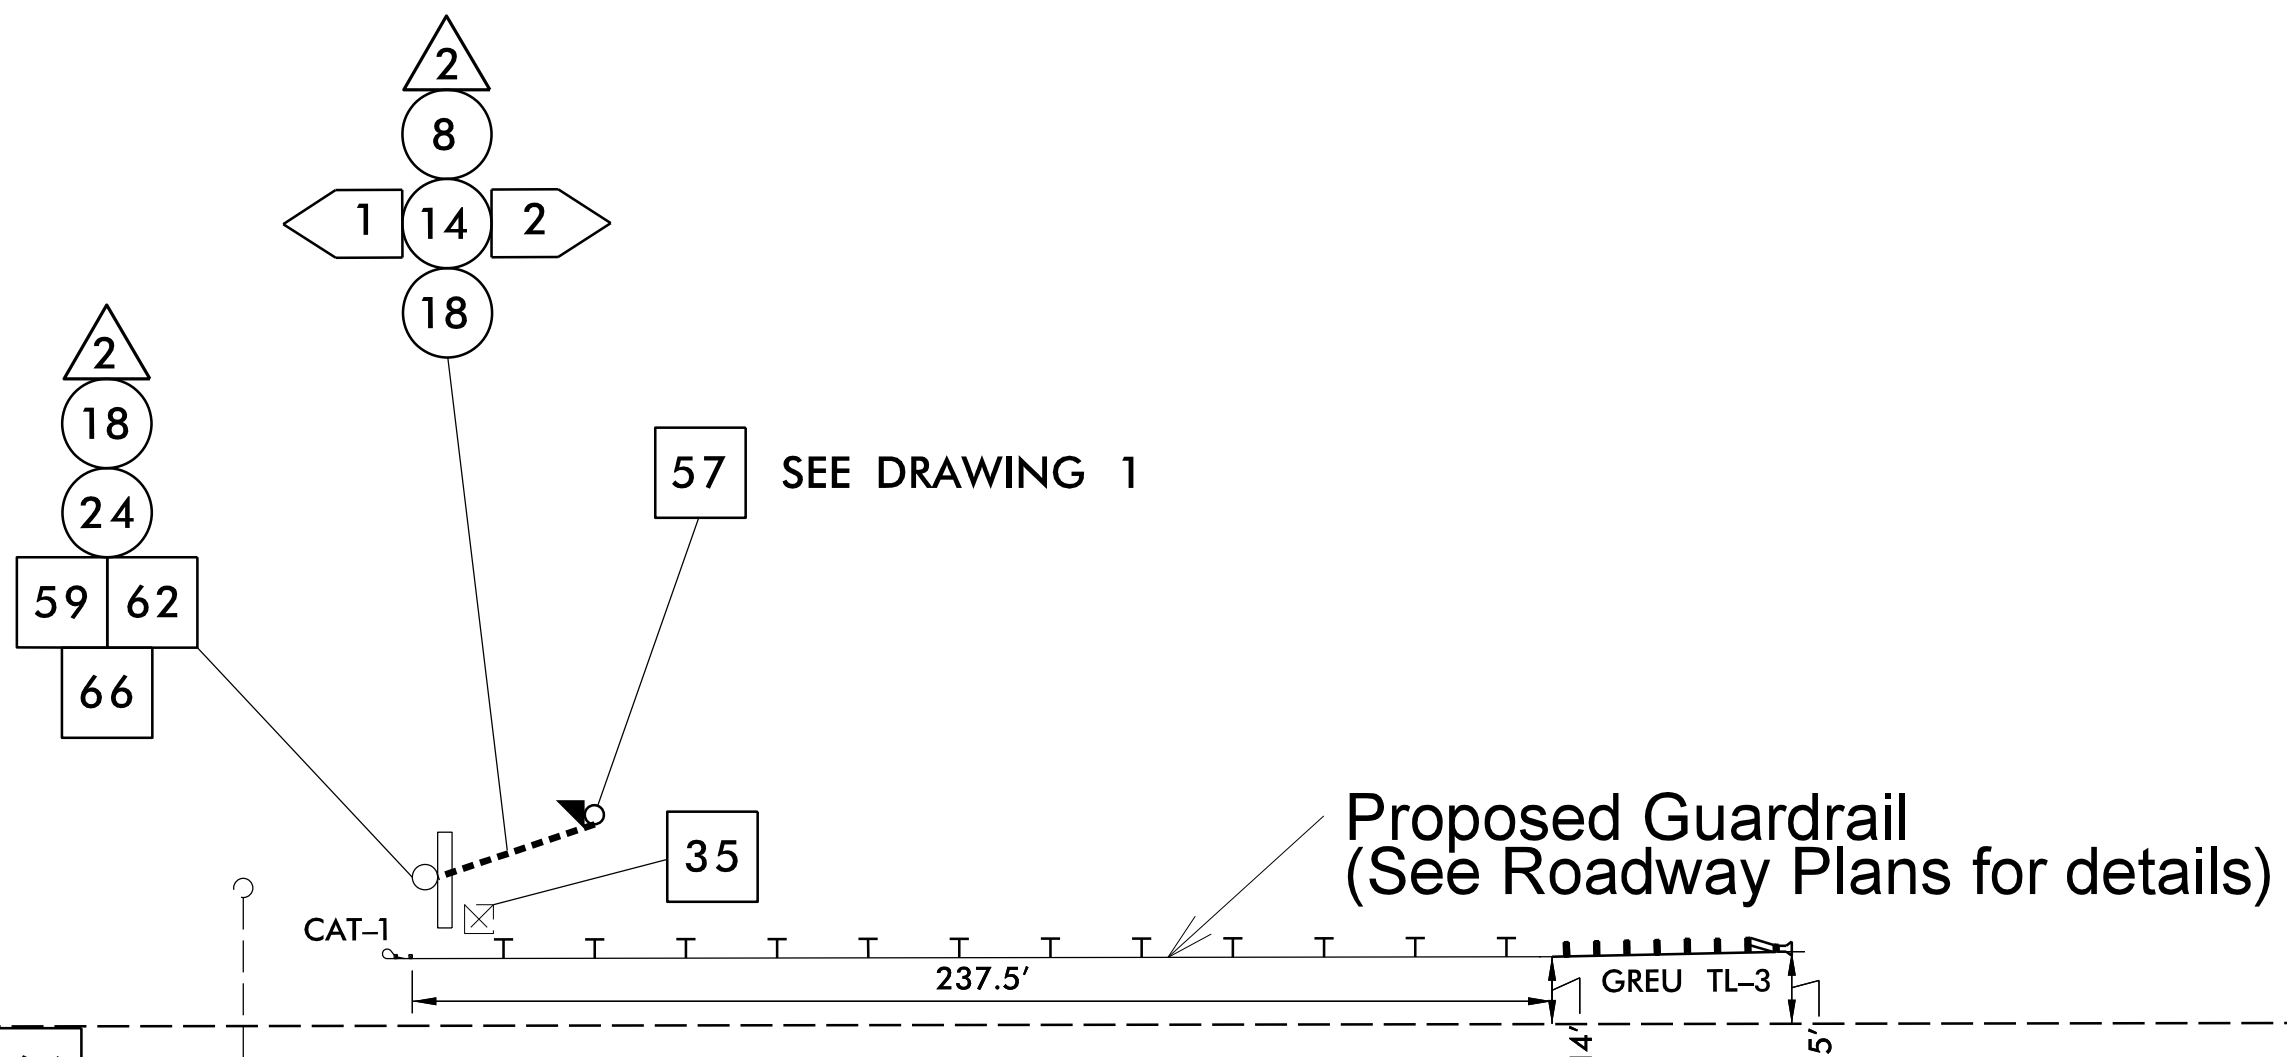 2
8
1 14 2
18
2
18
24
59 62
66
57 SEE DRAWING 1
35
Proposed Guardrail
(See Roadway Plans for details)
CAT-1
237.5'
GREU TL-3
5'